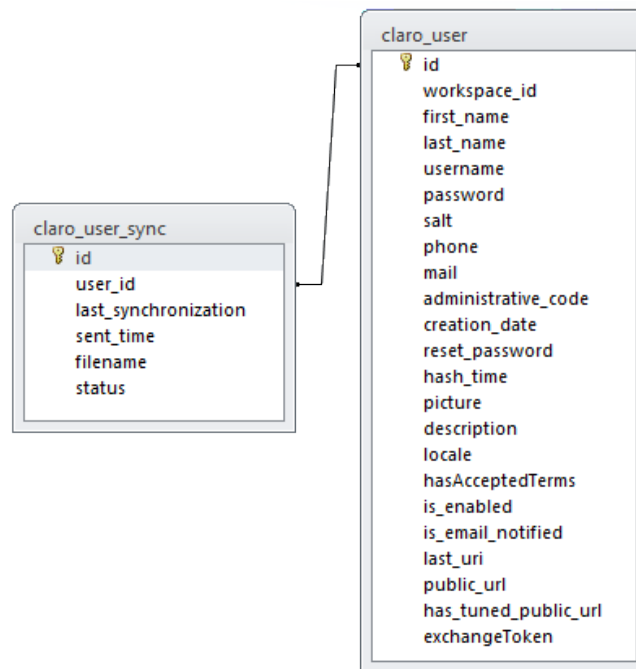 claro_user
id
workspace_id
first_name
last_name
username
password
salt
phone
mail
administrative_code
creation_date
reset_password
hash_time
picture
description
locale
hasAcceptedTerms
is_enabled
is_email_notified
last_uri
public_url
has_tuned_public_url
exchangeToken
claro_user_sync
id
user_id
last_synchronization
sent_time
filename
status